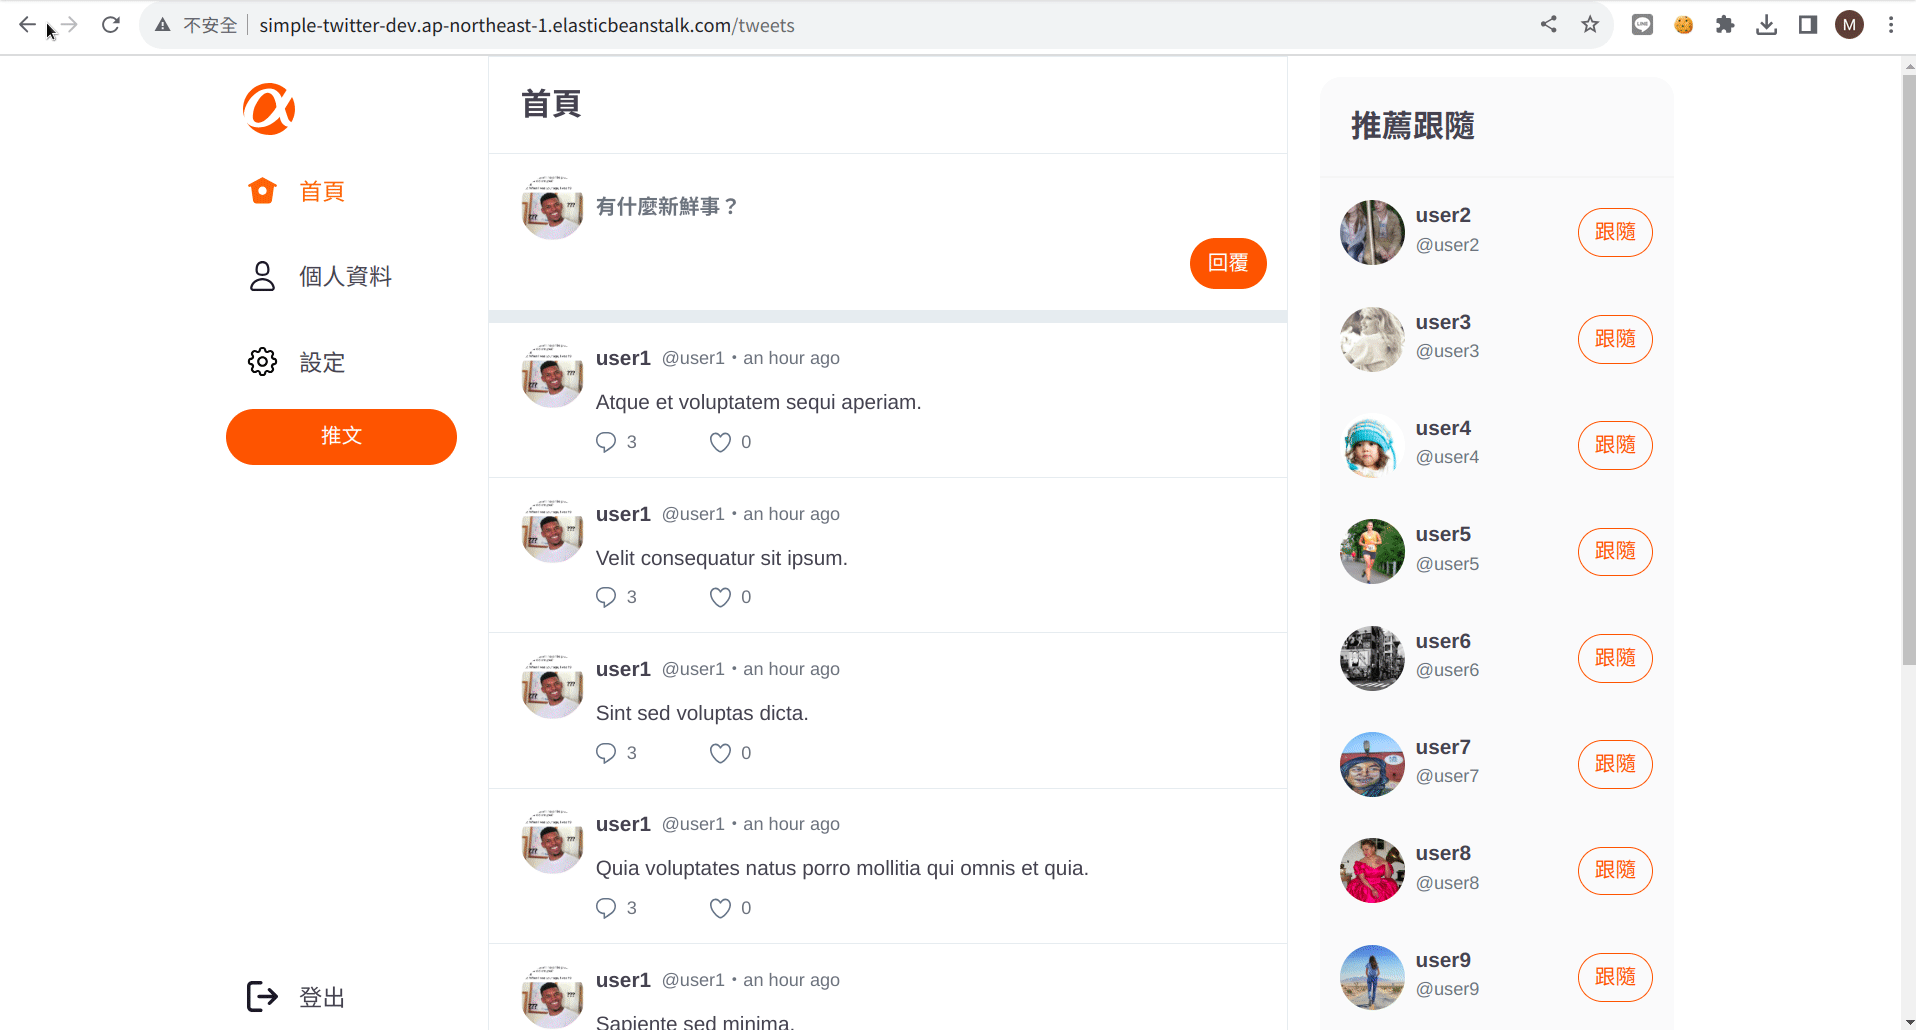 不安全
simple-twitter-dev.ap-northeast-1.elasticbeanstalk.com/tweets
M
首頁
個人資料
設定
推文
登出
首頁
有什麼新鮮事？
回覆
user1 @user1・an hour ago
Atque et voluptatem sequi aperiam.
3 0
user1 @user1・an hour ago
Velit consequatur sit ipsum.
3 0
user1 @user1・an hour ago
Sint sed voluptas dicta.
3 0
user1 @user1・an hour ago
Quia voluptates natus porro mollitia qui omnis et quia.
3 0
user1 @user1・an hour ago
Sapiente sed minima.
推薦跟隨
user2
@user2
跟隨
user3
@user3
跟隨
user4
@user4
跟隨
user5
@user5
跟隨
user6
@user6
跟隨
user7
@user7
跟隨
user8
@user8
跟隨
user9
@user9
跟隨